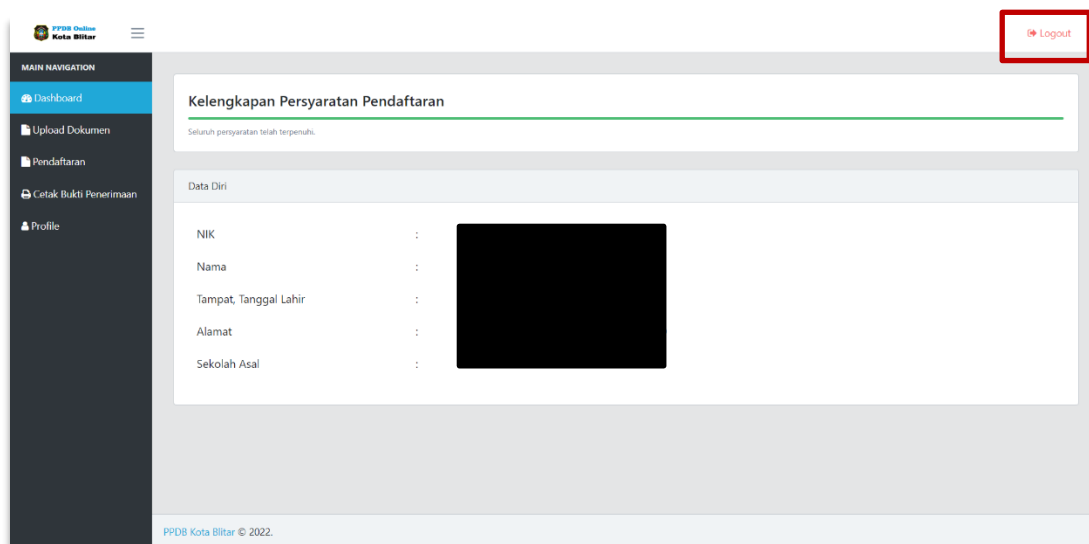 PPDB Online
Kota Blitar
Logout
MAIN NAVIGATION
Dashboard
Upload Dokumen
Pendaftaran
Cetak Bukti Penerimaan
Profile
Kelengkapan Persyaratan Pendaftaran
Seluruh persyaratan telah terpenuhi.
Data Diri
NIK :
Nama :
Tampat, Tanggal Lahir :
Alamat :
Sekolah Asal :
PPDB Kota Blitar © 2022.